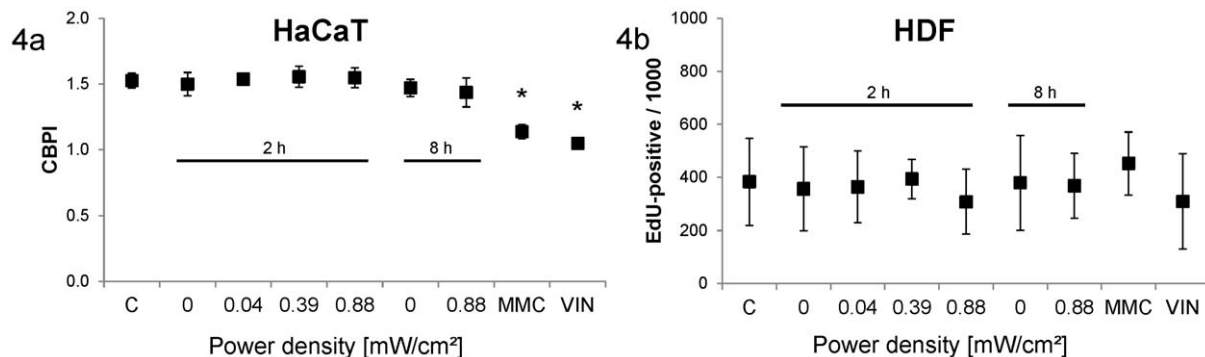 4a
HaCaT
CBPI
2.0
1.5
1.0
0.5
0.0
*
*
2 h
8 h
C 0 0.04 0.39 0.88 0 0.88 MMC VIN
Power density [mW/cm²]
4b
HDF
EdU-positive / 1000
1000
800
600
400
200
0
2 h
8 h
C 0 0.04 0.39 0.88 0 0.88 MMC VIN
Power density [mW/cm²]